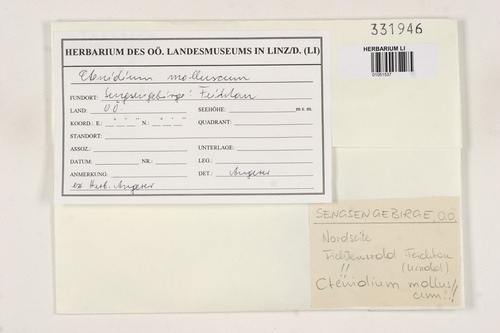 331946
HERBARIUM LI
01051537
HERBARIUM DES OÖ. LANDESMUSEUMS IN LINZ/D. (LI)
Ctenidium molluscum
FUNDORT: Sengsengebirge: Feichtau
LAND: OÖ. SEEHÖHE: m s. m.
KOORD.: E.: ° ' " N.: ° ' " QUADRANT:
STANDORT:
ASSOZ.: UNTERLAGE:
DATUM: NR.: LEG.:
ANMERKUNG: DET.: Angerer
ex Herb. Angerer
SENGSENGEBIRGE, O.Ö.
Nordseite
Fichtenwald Feichtau
!! (Urwald)
Ctenidium mollus
cum!!